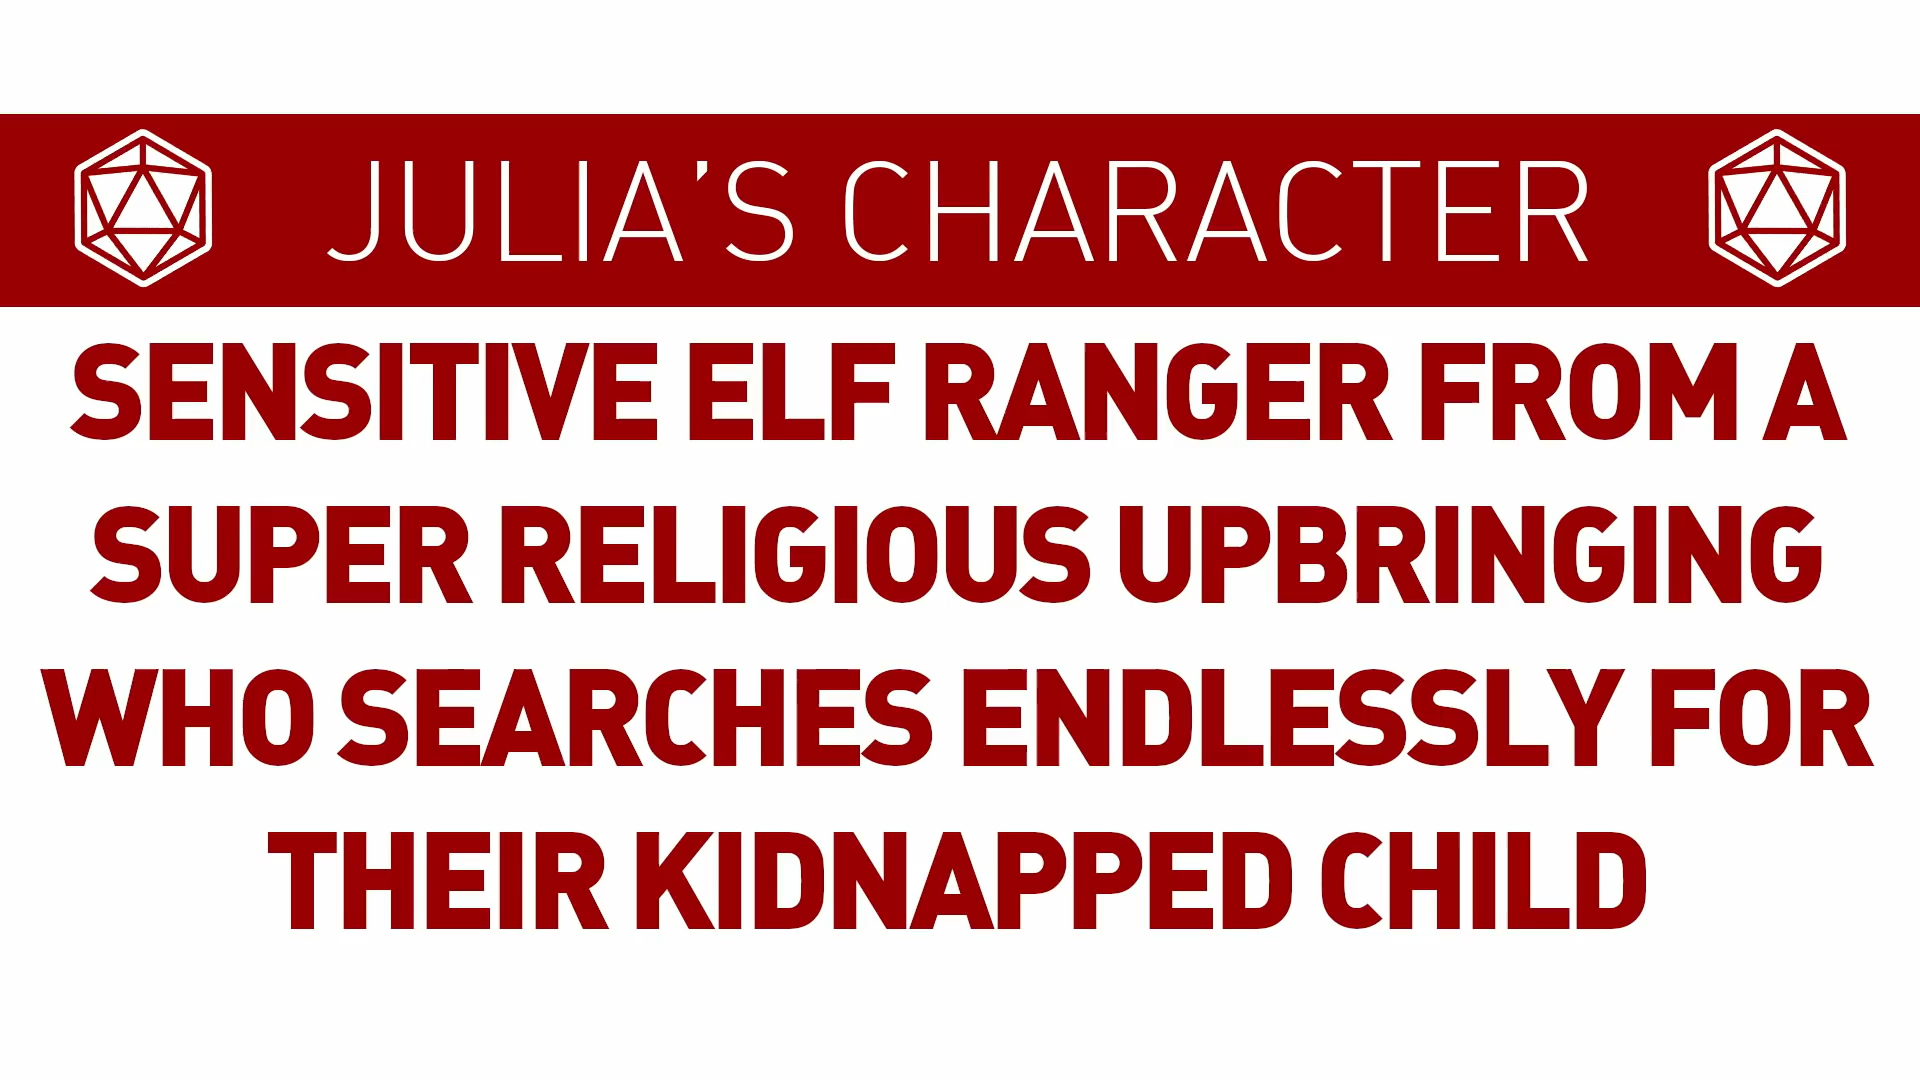 JULIA'S CHARACTER
SENSITIVE ELF RANGER FROM A
SUPER RELIGIOUS UPBRINGING
WHO SEARCHES ENDLESSLY FOR
THEIR KIDNAPPED CHILD